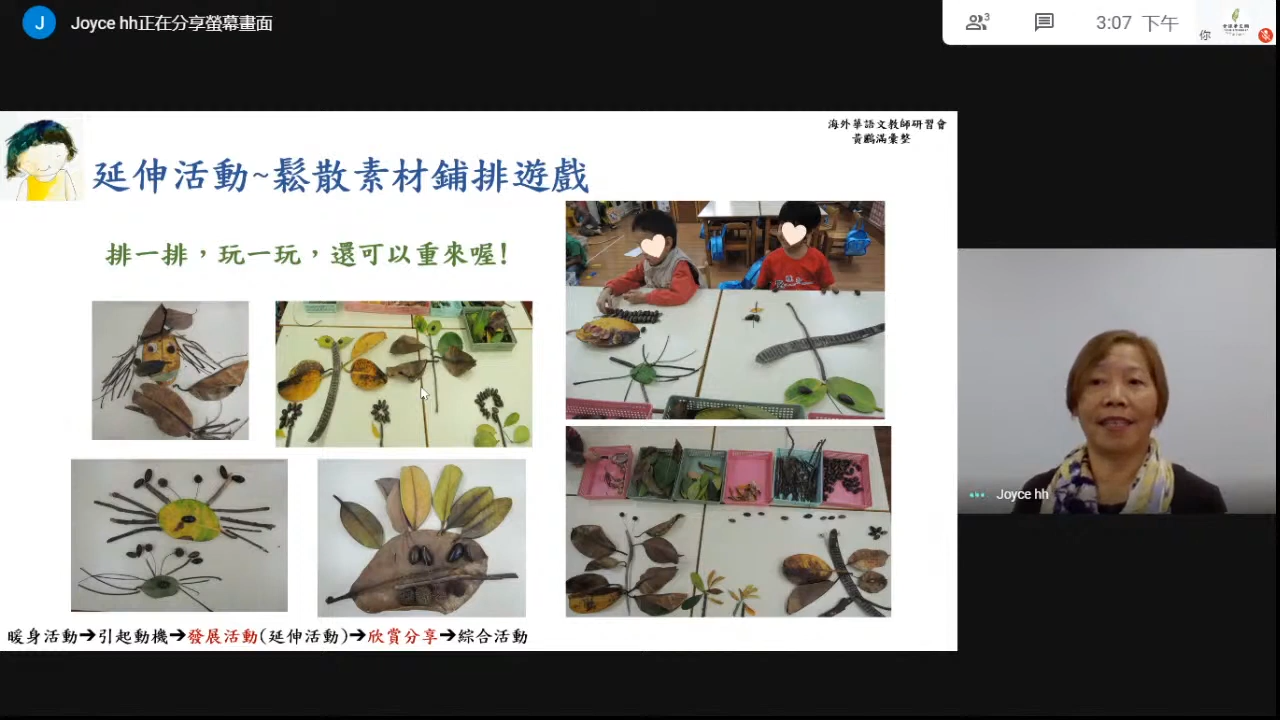 J
Joyce hh正在分享螢幕畫面
3
3:07 下午
你
海外華語文教師研習會
黃鸝滿彙整
延伸活動~鬆散素材鋪排遊戲
排一排，玩一玩，還可以重來喔!
Joyce hh
暖身活動➔引起動機➔發展活動(延伸活動)➔欣賞分享➔綜合活動